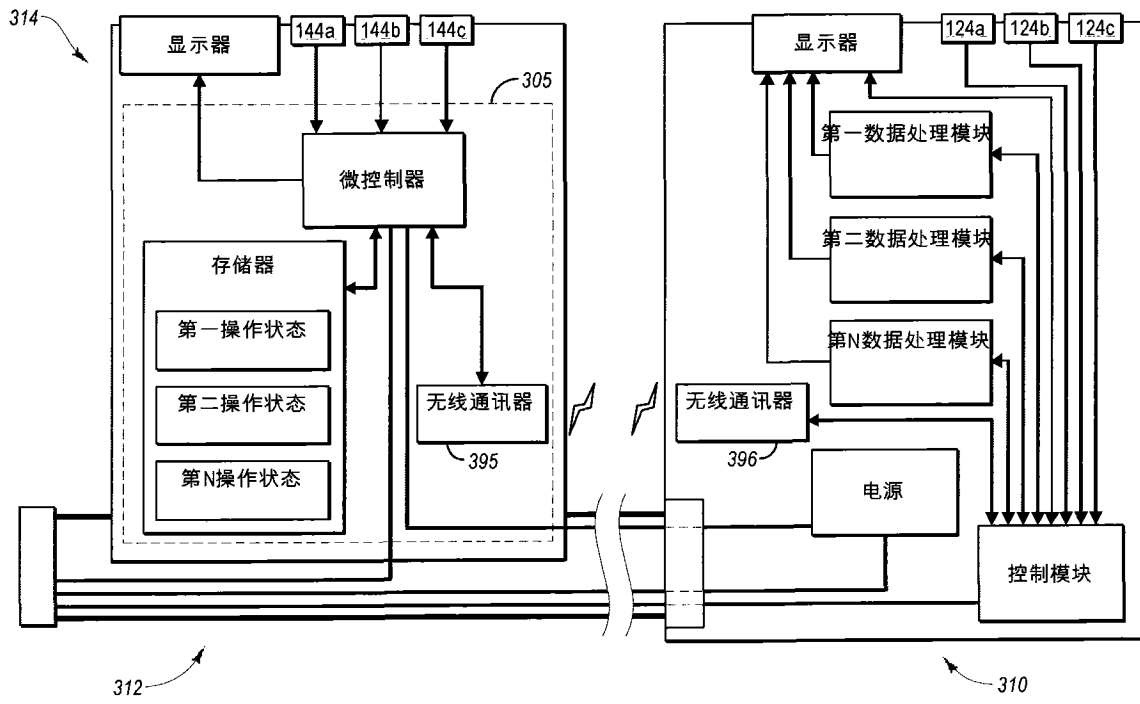 314
显示器
144a
144b
144c
305
微控制器
存储器
第一操作状态
第二操作状态
第N操作状态
无线通讯器
395
312
显示器
124a
124b
124c
第一数据处理模块
第二数据处理模块
第N数据处理模块
无线通讯器
396
电源
控制模块
310